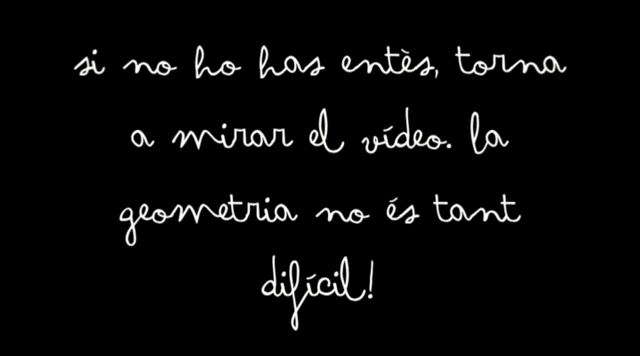 si no ho has entès, torna
a mirar el vídeo. la
geometria no és tant
difícil!